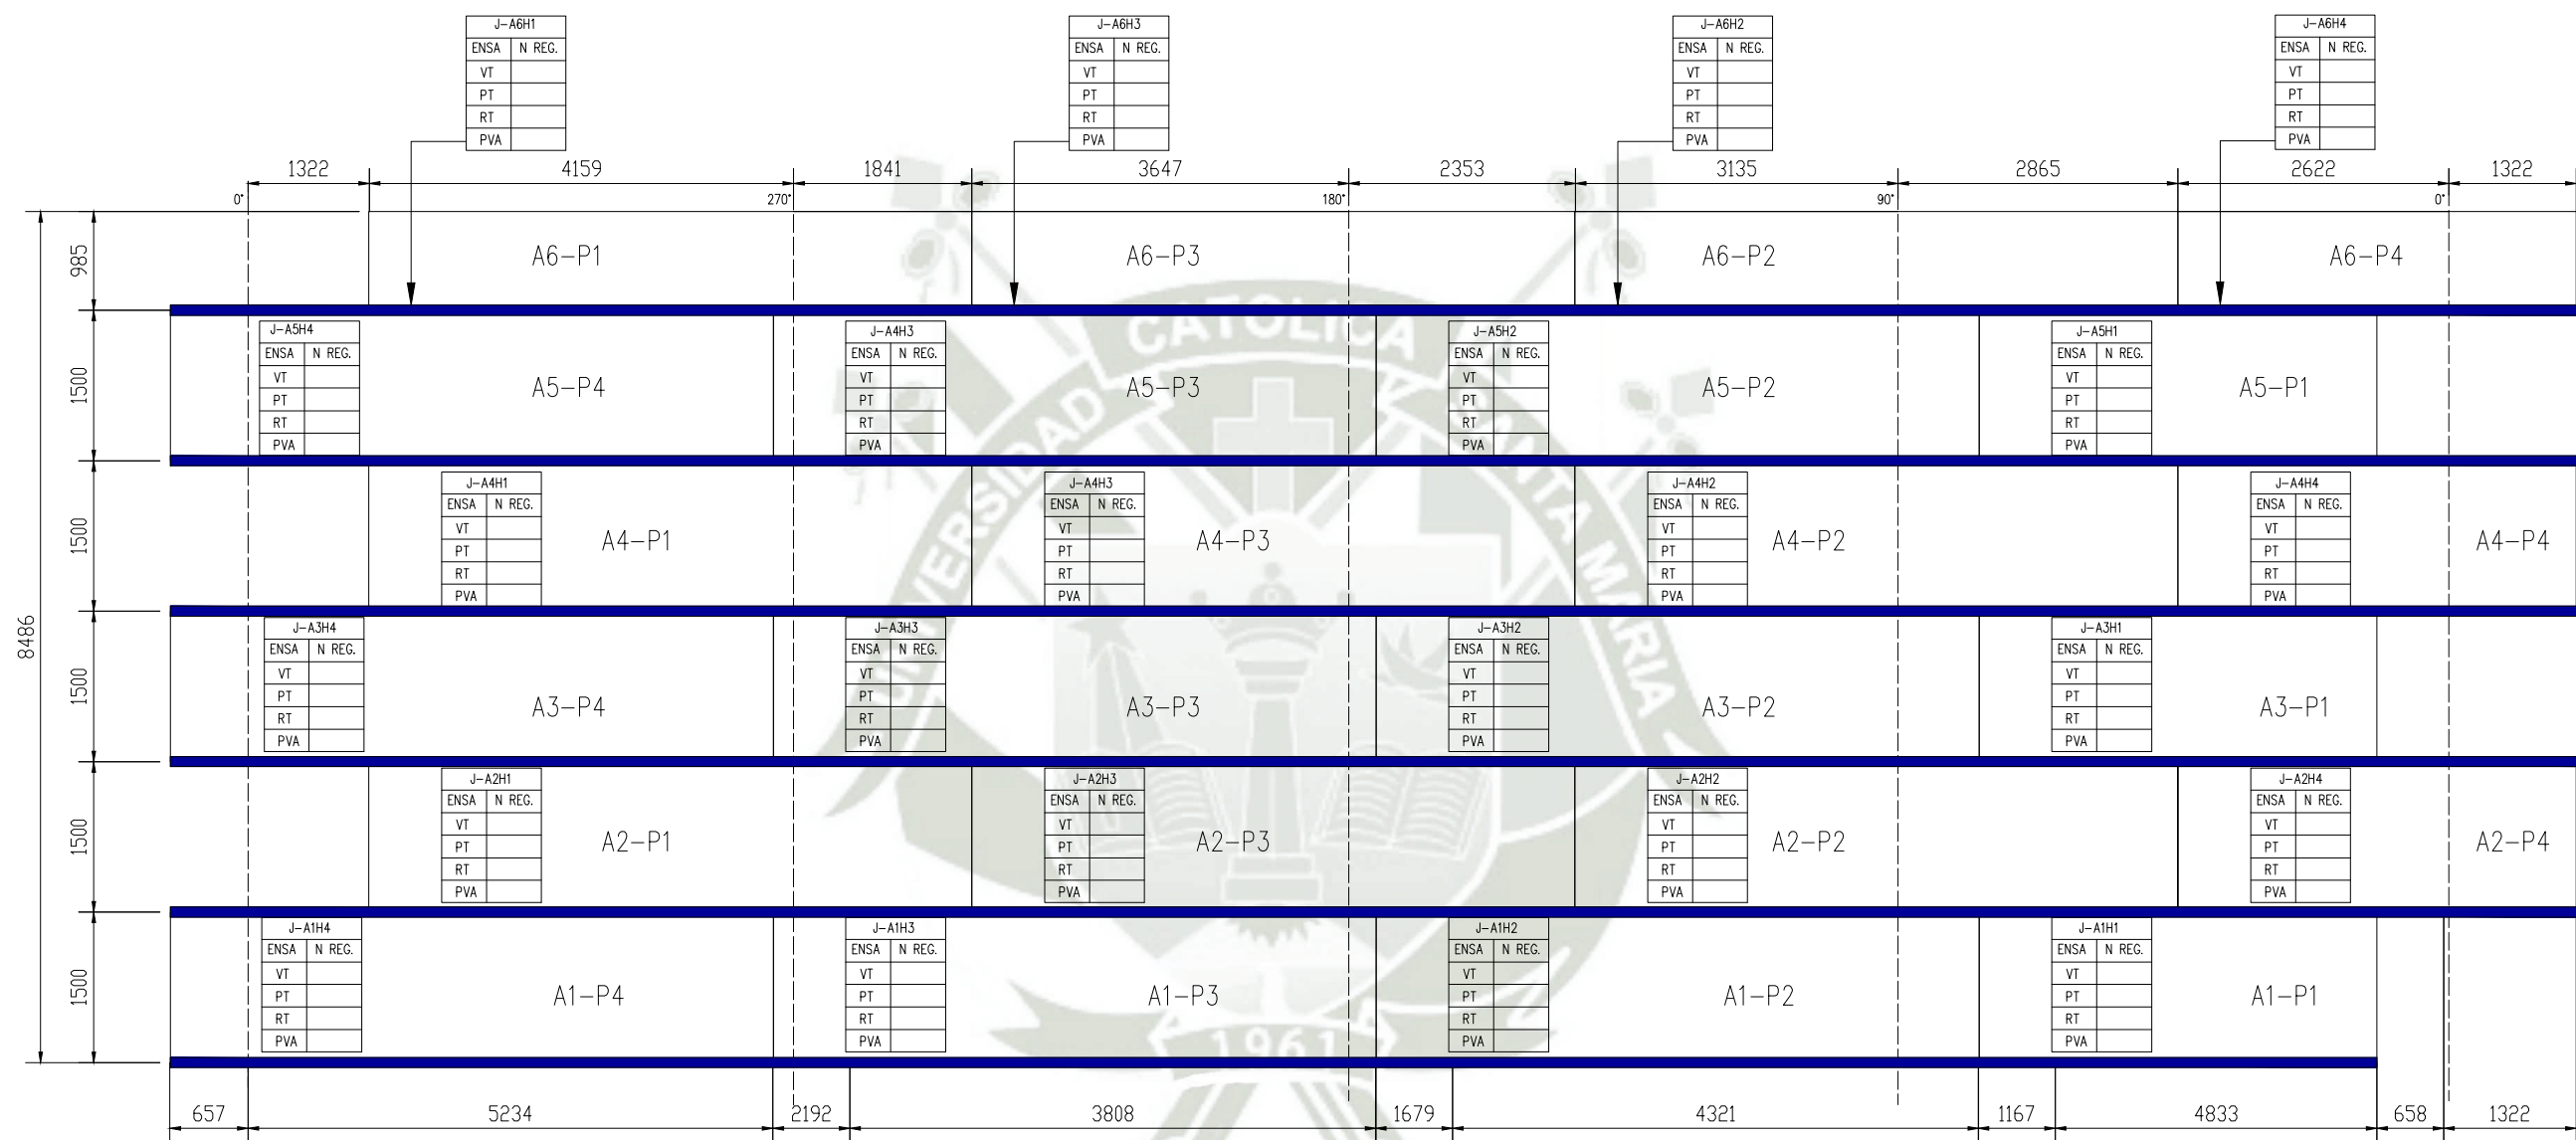 J-A6H1 J-A6H3 J-A6H2 J-A6H4
ENSA N REG. ENSA N REG. ENSA N REG. ENSA N REG.
VT VT VT VT
PT PT PT PT
RT RT RT RT
PVA PVA PVA PVA
1322 4159 1841 3647 2353 3135 2865 2622 1322
0° 270° 180° 90° 0°
985 A6-P1 A6-P3 A6-P2 A6-P4
J-A5H4 J-A4H3 J-A5H2 J-A5H1
ENSA N REG. ENSA N REG. ENSA N REG. ENSA N REG.
VT VT VT VT
1500 PT A5-P4 PT A5-P3 PT A5-P2 PT A5-P1
RT RT RT RT
PVA PVA PVA PVA
J-A4H1 J-A4H3 J-A4H2 J-A4H4
ENSA N REG. ENSA N REG. ENSA N REG. ENSA N REG.
VT VT VT VT
1500 PT A4-P1 PT A4-P3 PT A4-P2 PT A4-P4
RT RT RT RT
PVA PVA PVA PVA
8486
J-A3H4 J-A3H3 J-A3H2 J-A3H1
ENSA N REG. ENSA N REG. ENSA N REG. ENSA N REG.
VT VT VT VT
1500 PT A3-P4 PT A3-P3 PT A3-P2 PT A3-P1
RT RT RT RT
PVA PVA PVA PVA
J-A2H1 J-A2H3 J-A2H2 J-A2H4
ENSA N REG. ENSA N REG. ENSA N REG. ENSA N REG.
VT VT VT VT
1500 PT A2-P1 PT A2-P3 PT A2-P2 PT A2-P4
RT RT RT RT
PVA PVA PVA PVA
J-A1H4 J-A1H3 J-A1H2 J-A1H1
ENSA N REG. ENSA N REG. ENSA N REG. ENSA N REG.
VT VT VT VT
1500 PT A1-P4 PT A1-P3 PT A1-P2 PT A1-P1
RT RT RT RT
PVA PVA PVA PVA
657 5234 2192 3808 1679 4321 1167 4833 658 1322
UNIVERSIDAD CATOLICA SANTA MARIA
1961